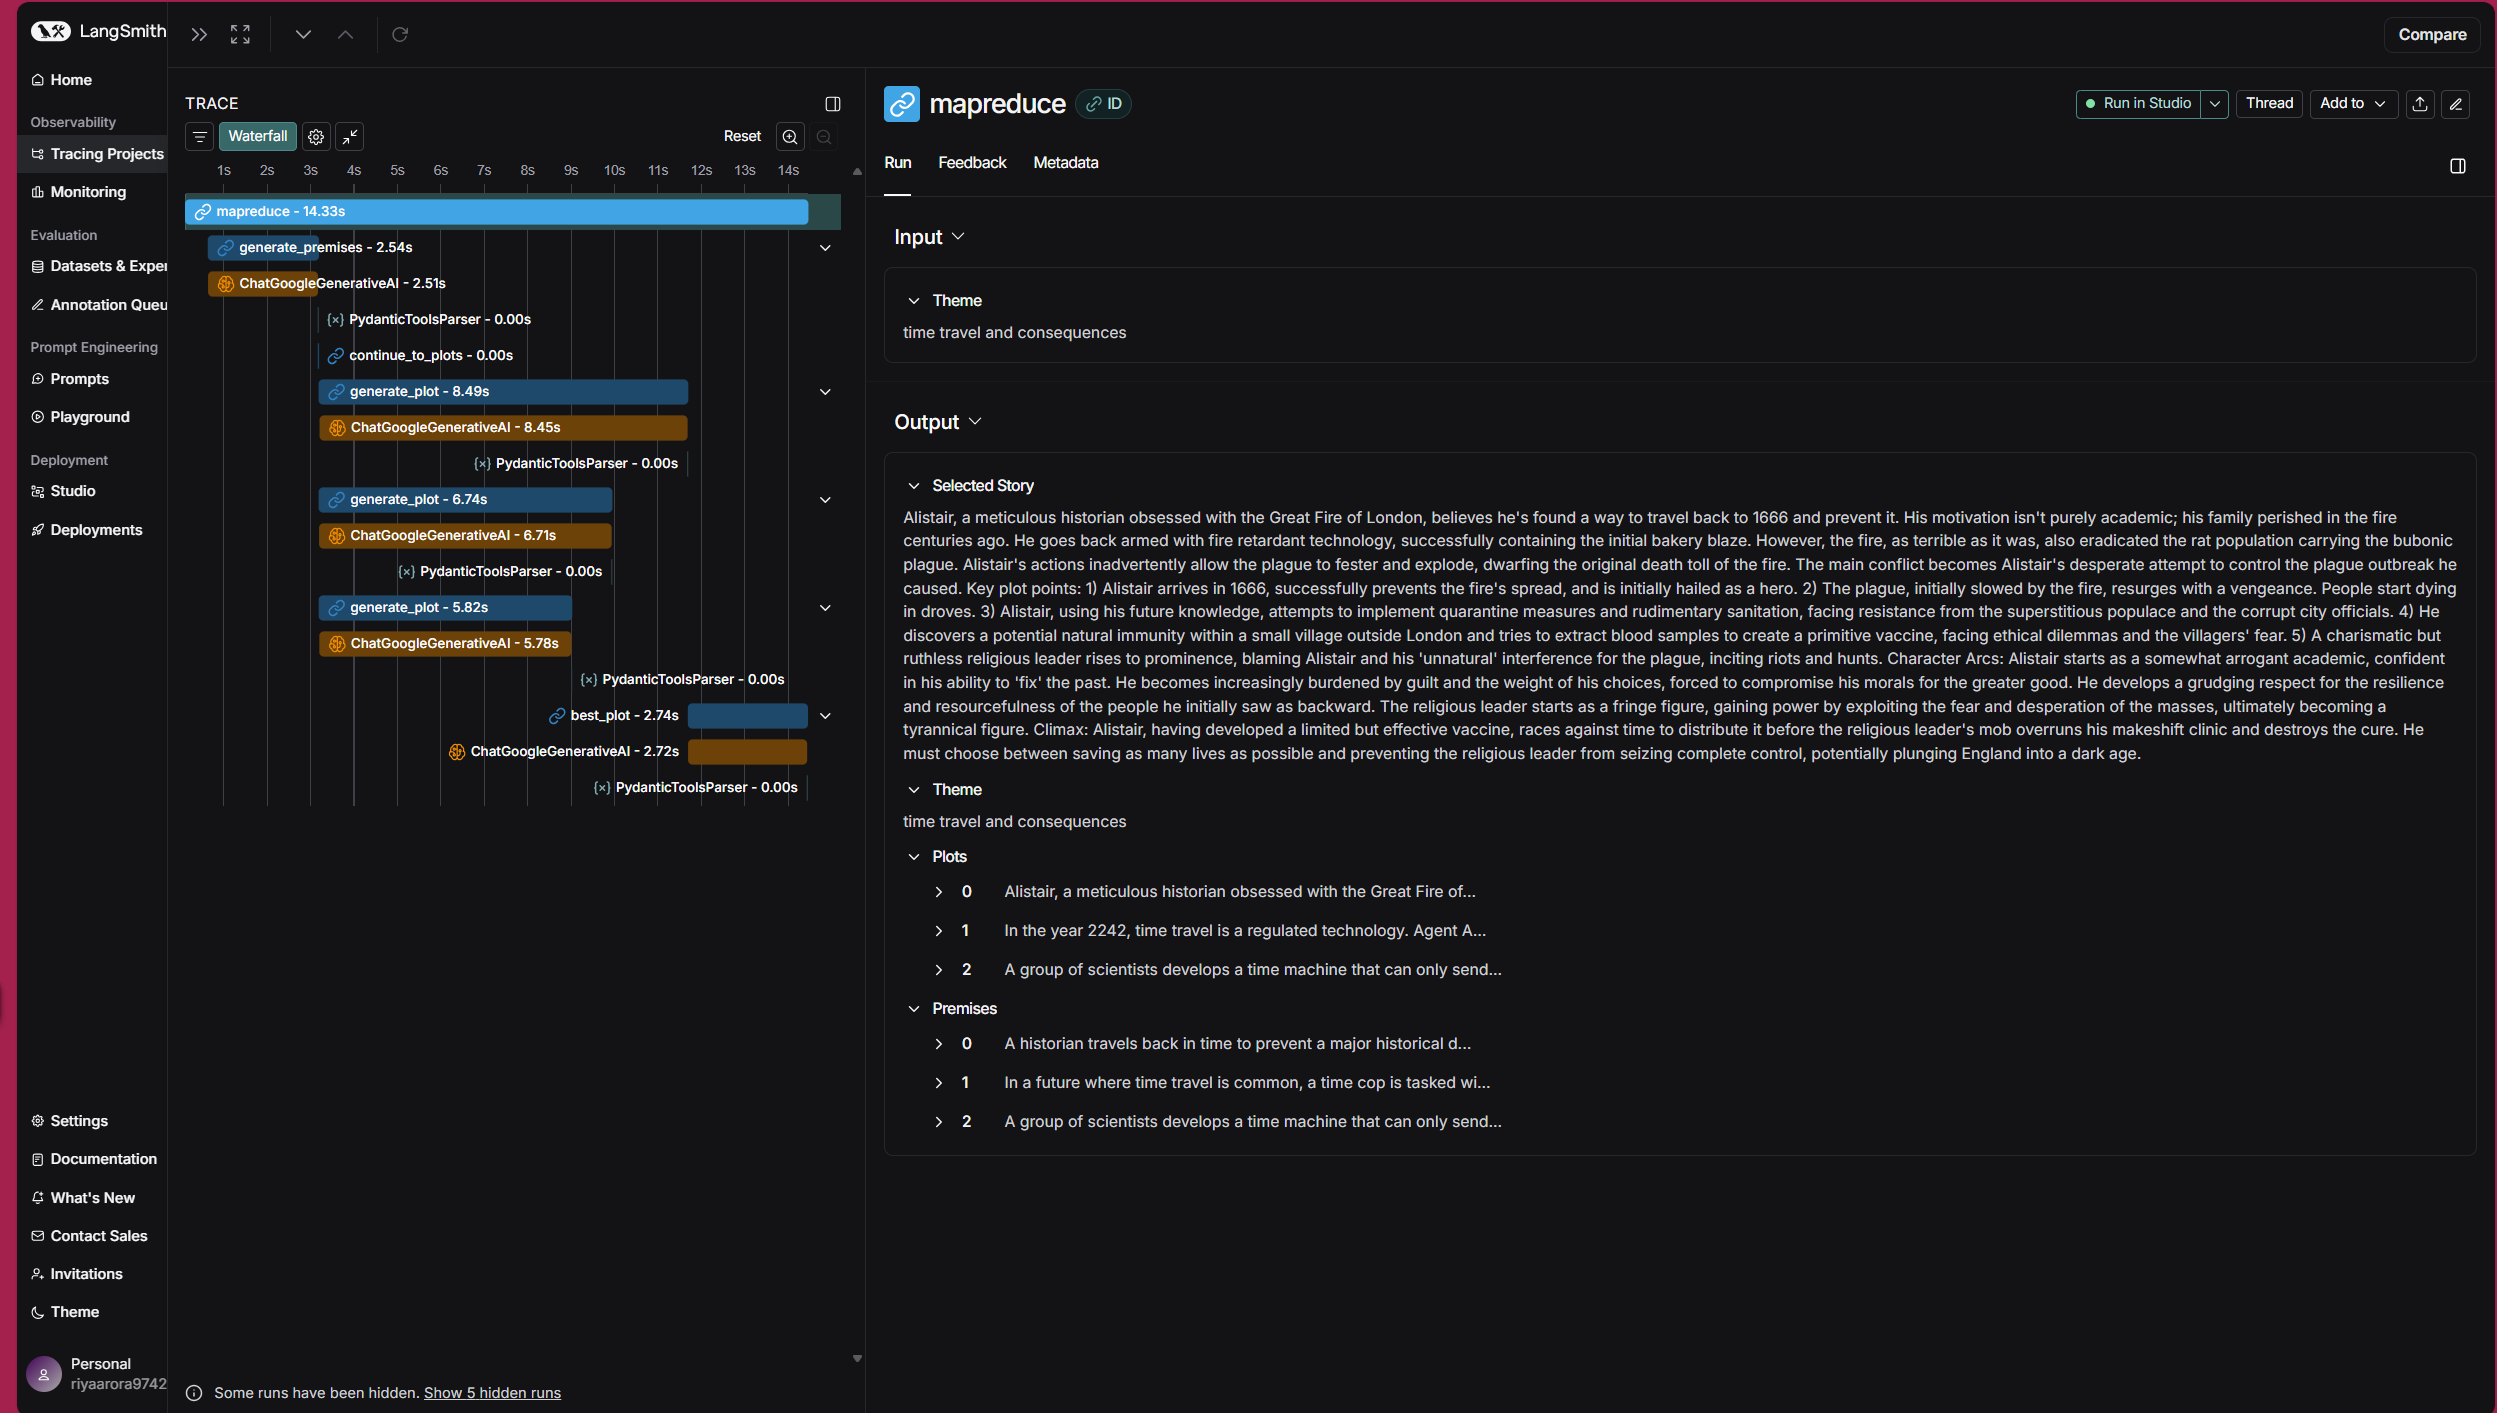 LangSmith
Home
Observability
Tracing Projects
Monitoring
Evaluation
Datasets & Exper
Annotation Queu
Prompt Engineering
Prompts
Playground
Deployment
Studio
Deployments
Settings
Documentation
What's New
Contact Sales
Invitations
Theme
Personal
riyaarora9742
TRACE
Waterfall
Reset
1s 2s 3s 4s 5s 6s 7s 8s 9s 10s 11s 12s 13s 14s
mapreduce - 14.33s
generate_premises - 2.54s
ChatGoogleGenerativeAI - 2.51s
PydanticToolsParser - 0.00s
continue_to_plots - 0.00s
generate_plot - 8.49s
ChatGoogleGenerativeAI - 8.45s
PydanticToolsParser - 0.00s
generate_plot - 6.74s
ChatGoogleGenerativeAI - 6.71s
PydanticToolsParser - 0.00s
generate_plot - 5.82s
ChatGoogleGenerativeAI - 5.78s
PydanticToolsParser - 0.00s
best_plot - 2.74s
ChatGoogleGenerativeAI - 2.72s
PydanticToolsParser - 0.00s
Some runs have been hidden. Show 5 hidden runs
Compare
mapreduce ID
Run in Studio Thread Add to
Run Feedback Metadata
Input
Theme
time travel and consequences
Output
Selected Story
Alistair, a meticulous historian obsessed with the Great Fire of London, believes he's found a way to travel back to 1666 and prevent it. His motivation isn't purely academic; his family perished in the fire
centuries ago. He goes back armed with fire retardant technology, successfully containing the initial bakery blaze. However, the fire, as terrible as it was, also eradicated the rat population carrying the bubonic
plague. Alistair's actions inadvertently allow the plague to fester and explode, dwarfing the original death toll of the fire. The main conflict becomes Alistair's desperate attempt to control the plague outbreak he
caused. Key plot points: 1) Alistair arrives in 1666, successfully prevents the fire's spread, and is initially hailed as a hero. 2) The plague, initially slowed by the fire, resurges with a vengeance. People start dying
in droves. 3) Alistair, using his future knowledge, attempts to implement quarantine measures and rudimentary sanitation, facing resistance from the superstitious populace and the corrupt city officials. 4) He
discovers a potential natural immunity within a small village outside London and tries to extract blood samples to create a primitive vaccine, facing ethical dilemmas and the villagers' fear. 5) A charismatic but
ruthless religious leader rises to prominence, blaming Alistair and his 'unnatural' interference for the plague, inciting riots and hunts. Character Arcs: Alistair starts as a somewhat arrogant academic, confident
in his ability to 'fix' the past. He becomes increasingly burdened by guilt and the weight of his choices, forced to compromise his morals for the greater good. He develops a grudging respect for the resilience
and resourcefulness of the people he initially saw as backward. The religious leader starts as a fringe figure, gaining power by exploiting the fear and desperation of the masses, ultimately becoming a
tyrannical figure. Climax: Alistair, having developed a limited but effective vaccine, races against time to distribute it before the religious leader's mob overruns his makeshift clinic and destroys the cure. He
must choose between saving as many lives as possible and preventing the religious leader from seizing complete control, potentially plunging England into a dark age.
Theme
time travel and consequences
Plots
0 Alistair, a meticulous historian obsessed with the Great Fire of...
1 In the year 2242, time travel is a regulated technology. Agent A...
2 A group of scientists develops a time machine that can only send...
Premises
0 A historian travels back in time to prevent a major historical d...
1 In a future where time travel is common, a time cop is tasked wi...
2 A group of scientists develops a time machine that can only send...